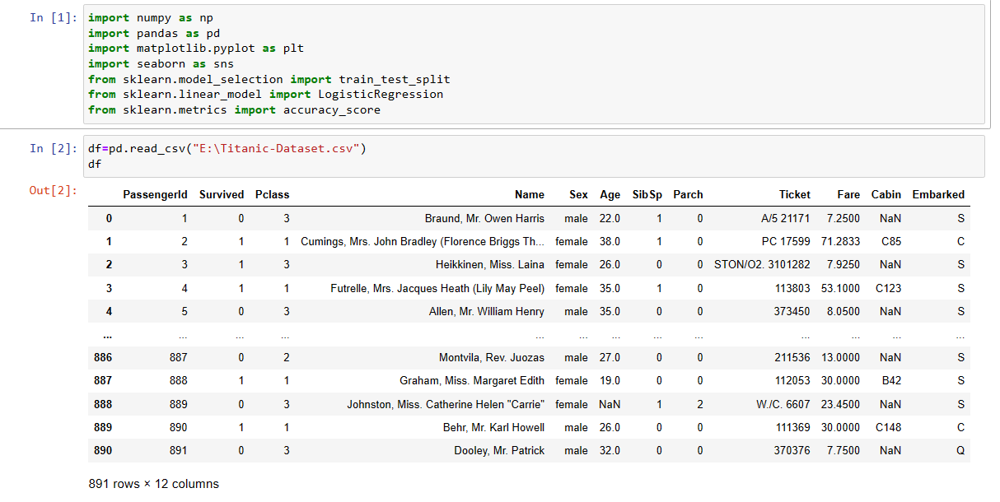 In [1]: import numpy as np
import pandas as pd
import matplotlib.pyplot as plt
import seaborn as sns
from sklearn.model_selection import train_test_split
from sklearn.linear_model import LogisticRegression
from sklearn.metrics import accuracy_score
In [2]: df=pd.read_csv("E:\Titanic-Dataset.csv")
df
Out[2]:
PassengerId Survived Pclass Name Sex Age SibSp Parch Ticket Fare Cabin Embarked
0 1 0 3 Braund, Mr. Owen Harris male 22.0 1 0 A/5 21171 7.2500 NaN S
1 2 1 1 Cumings, Mrs. John Bradley (Florence Briggs Th... female 38.0 1 0 PC 17599 71.2833 C85 C
2 3 1 3 Heikkinen, Miss. Laina female 26.0 0 0 STON/O2. 3101282 7.9250 NaN S
3 4 1 1 Futrelle, Mrs. Jacques Heath (Lily May Peel) female 35.0 1 0 113803 53.1000 C123 S
4 5 0 3 Allen, Mr. William Henry male 35.0 0 0 373450 8.0500 NaN S
... ... ... ... ... ... ... ... ... ... ... ... ...
886 887 0 2 Montvila, Rev. Juozas male 27.0 0 0 211536 13.0000 NaN S
887 888 1 1 Graham, Miss. Margaret Edith female 19.0 0 0 112053 30.0000 B42 S
888 889 0 3 Johnston, Miss. Catherine Helen "Carrie" female NaN 1 2 W./C. 6607 23.4500 NaN S
889 890 1 1 Behr, Mr. Karl Howell male 26.0 0 0 111369 30.0000 C148 C
890 891 0 3 Dooley, Mr. Patrick male 32.0 0 0 370376 7.7500 NaN Q
891 rows × 12 columns